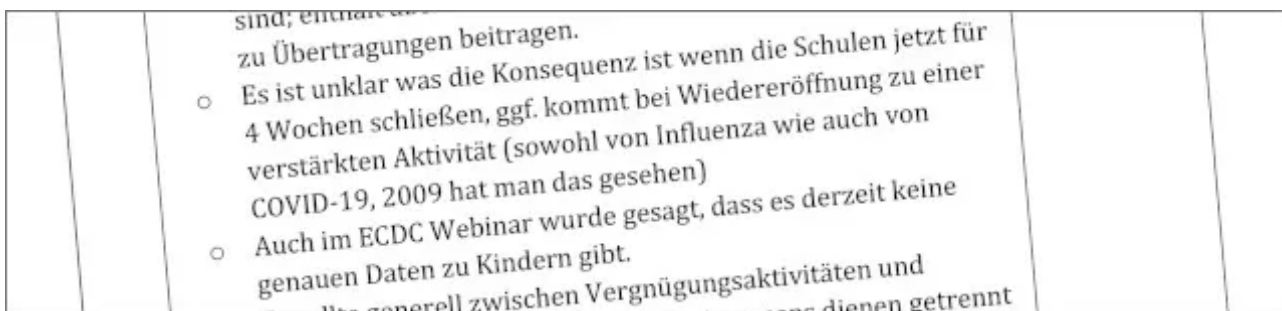 sind;
zu Übertragungen beitragen.
○ Es ist unklar was die Konsequenz ist wenn die Schulen jetzt für
4 Wochen schließen, ggf. kommt bei Wiedereröffnung zu einer
verstärkten Aktivität (sowohl von Influenza wie auch von
COVID-19, 2009 hat man das gesehen)
○ Auch im ECDC Webinar wurde gesagt, dass es derzeit keine
genauen Daten zu Kindern gibt.
generell zwischen Vergnügungsaktivitäten und
dienen getrennt